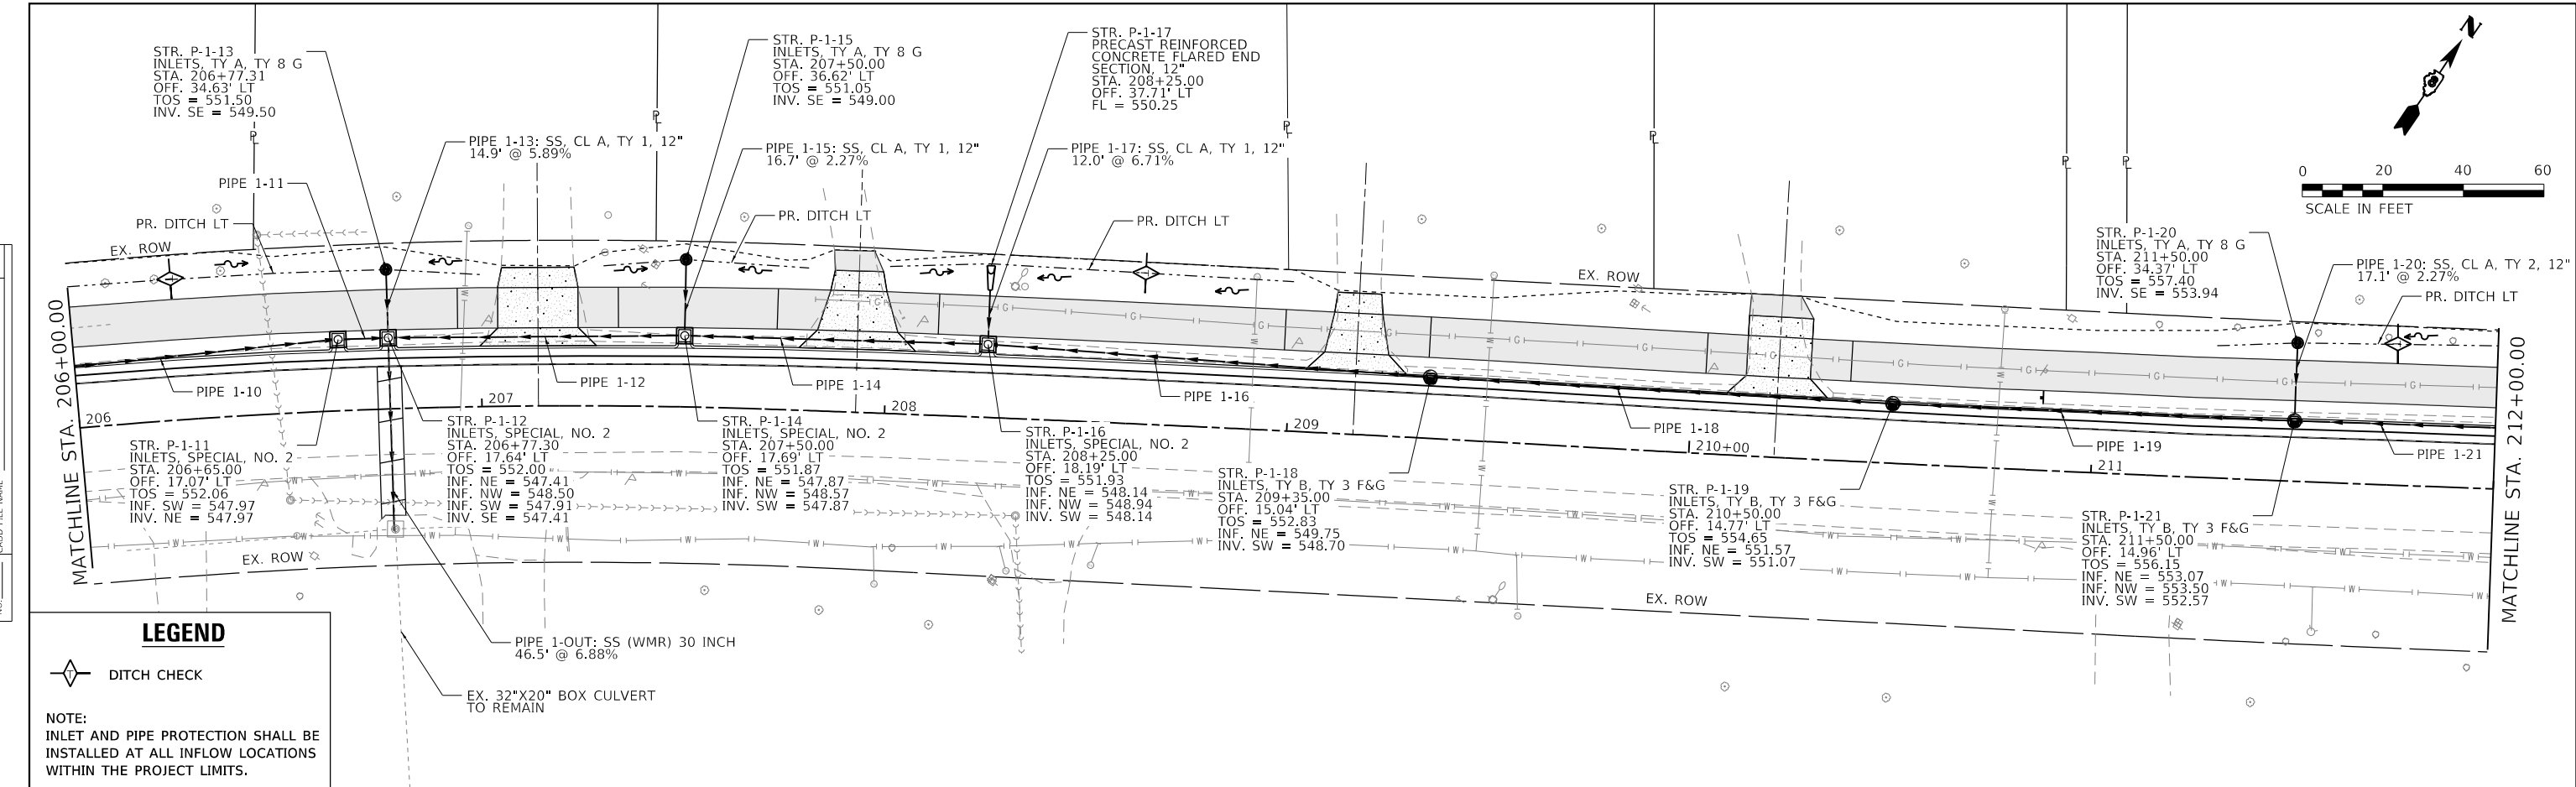 STR. P-1-13
INLETS, TY A, TY 8 G
STA. 206+77.31
OFF. 34.63' LT
TOS = 551.50
INV. SE = 549.50
STR. P-1-15
INLETS, TY A, TY 8 G
STA. 207+50.00
OFF. 36.62' LT
TOS = 551.05
INV. SE = 549.00
STR. P-1-17
PRECAST REINFORCED
CONCRETE FLARED END
SECTION, 12"
STA. 208+25.00
OFF. 37.71' LT
FL = 550.25
N
0 20 40 60
SCALE IN FEET
PL
PL
PL
PL
PL
PL
PIPE 1-13: SS, CL A, TY 1, 12"
14.9' @ 5.89%
PIPE 1-15: SS, CL A, TY 1, 12"
16.7' @ 2.27%
PIPE 1-17: SS, CL A, TY 1, 12"
12.0' @ 6.71%
PIPE 1-11
PR. DITCH LT
PR. DITCH LT
PR. DITCH LT
EX. ROW
EX. ROW
STR. P-1-20
INLETS, TY A, TY 8 G
STA. 211+50.00
OFF. 34.37' LT
TOS = 557.40
INV. SE = 553.94
PIPE 1-20: SS, CL A, TY 2, 12"
17.1' @ 2.27%
PR. DITCH LT
MATCHLINE STA. 206+00.00
MATCHLINE STA. 212+00.00
PIPE 1-10
PIPE 1-12
PIPE 1-14
PIPE 1-16
PIPE 1-18
PIPE 1-19
PIPE 1-21
206
207
208
209
210+00
211
STR. P-1-11
INLETS, SPECIAL, NO. 2
STA. 206+65.00
OFF. 17.07' LT
TOS = 552.06
INF. SW = 547.97
INV. NE = 547.97
STR. P-1-12
INLETS, SPECIAL, NO. 2
STA. 206+77.30
OFF. 17.64' LT
TOS = 552.00
INF. NE = 547.41
INF. NW = 548.50
INF. SW = 547.91
INV. SE = 547.41
STR. P-1-14
INLETS, SPECIAL, NO. 2
STA. 207+50.00
OFF. 17.69' LT
TOS = 551.87
INF. NE = 547.87
INF. NW = 548.57
INV. SW = 547.87
STR. P-1-16
INLETS, SPECIAL, NO. 2
STA. 208+25.00
OFF. 18.19' LT
TOS = 551.93
INF. NE = 548.14
INF. NW = 548.94
INV. SW = 548.14
STR. P-1-18
INLETS, TY B, TY 3 F&G
STA. 209+35.00
OFF. 15.04' LT
TOS = 552.83
INF. NE = 549.75
INV. SW = 548.70
STR. P-1-19
INLETS, TY B, TY 3 F&G
STA. 210+50.00
OFF. 14.77' LT
TOS = 554.65
INF. NE = 551.57
INV. SW = 551.07
STR. P-1-21
INLETS, TY B, TY 3 F&G
STA. 211+50.00
OFF. 14.96' LT
TOS = 556.15
INF. NE = 553.07
INF. NW = 553.50
INV. SW = 552.57
EX. ROW
EX. ROW
PIPE 1-OUT: SS (WMR) 30 INCH
46.5' @ 6.88%
EX. 32"X20" BOX CULVERT
TO REMAIN
LEGEND
DITCH CHECK
NOTE:
INLET AND PIPE PROTECTION SHALL BE
INSTALLED AT ALL INFLOW LOCATIONS
WITHIN THE PROJECT LIMITS.